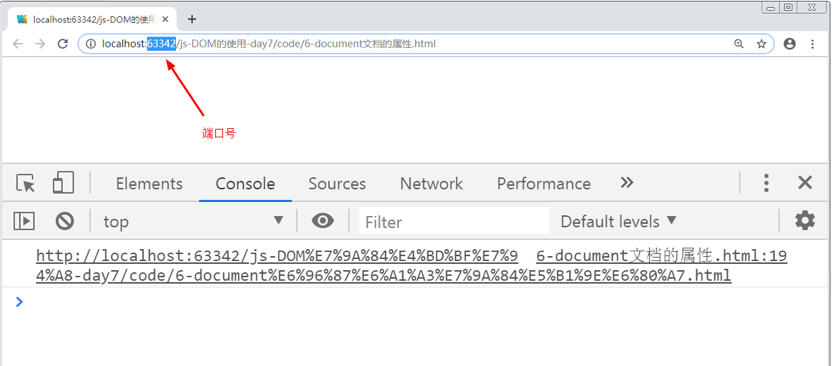 localhost:63342/js-DOM的使用
localhost:63342/js-DOM的使用-day7/code/6-document文档的属性.html
端口号
Elements Console Sources Network Performance
top Filter Default levels
http://localhost:63342/js-DOM%E7%9A%84%E4%BD%BF%E7%9 6-document文档的属性.html:19
4%A8-day7/code/6-document%E6%96%87%E6%A1%A3%E7%9A%84%E5%B1%9E%E6%80%A7.html